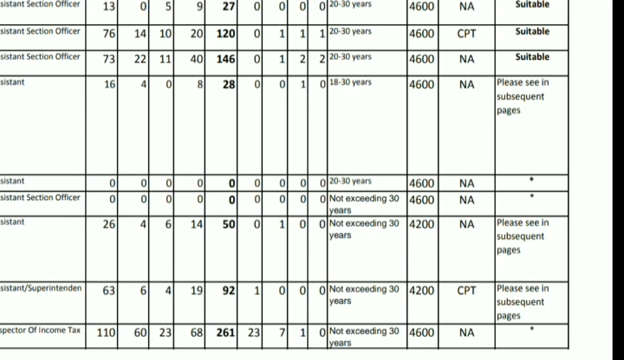 sistant Section Officer 13 0 5 9 27 0 0 0 0 20-30 years 4600 NA Suitable
sistant Section Officer 76 14 10 20 120 0 1 1 1 20-30 years 4600 CPT Suitable
sistant Section Officer 73 22 11 40 146 0 1 2 2 20-30 years 4600 NA Suitable
sistant 16 4 0 8 28 0 0 1 0 18-30 years 4600 NA Please see in
subsequent
pages
sistant 0 0 0 0 0 0 0 0 0 20-30 years 4600 NA *
sistant Section Officer 0 0 0 0 0 0 0 0 0 Not exceeding 30 4600 NA *
years
sistant 26 4 6 14 50 0 1 0 0 Not exceeding 30 4200 NA Please see in
years subsequent
pages
sistant/Superintenden 63 6 4 19 92 1 0 0 0 Not exceeding 30 4200 CPT Please see in
years subsequent
pages
spector Of Income Tax 110 60 23 68 261 23 7 1 0 Not exceeding 30 4600 NA *
years